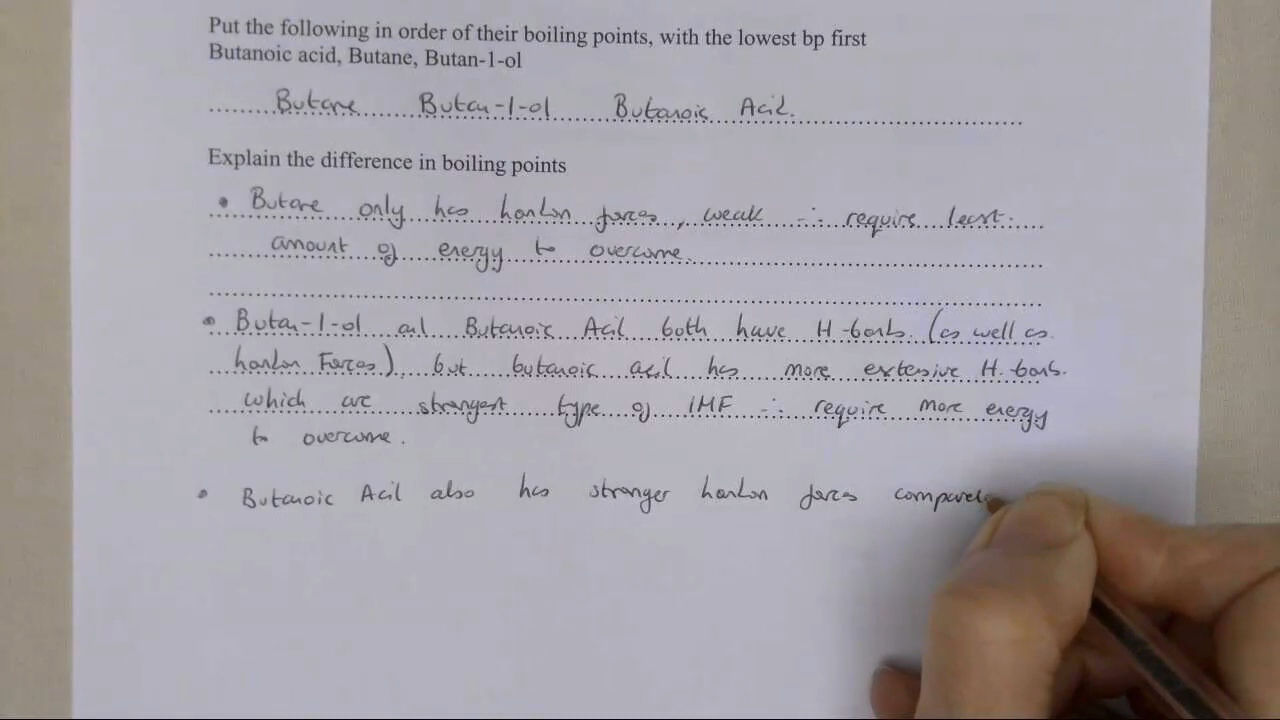 Put the following in order of their boiling points, with the lowest bp first
Butanoic acid, Butane, Butan-1-ol
Butane Butan-1-ol Butanoic Acid.
Explain the difference in boiling points
• Butane only has london forces, weak ∴ require least
amount of energy to overcome.
• Butan-1-ol and Butanoic Acid both have H-bonds (as well as
london Forces), but butanoic acid has more extensive H-bonds.
which are strongest type of IMF ∴ require more energy
to overcome.
• Butanoic Acid also has stronger london forces compared